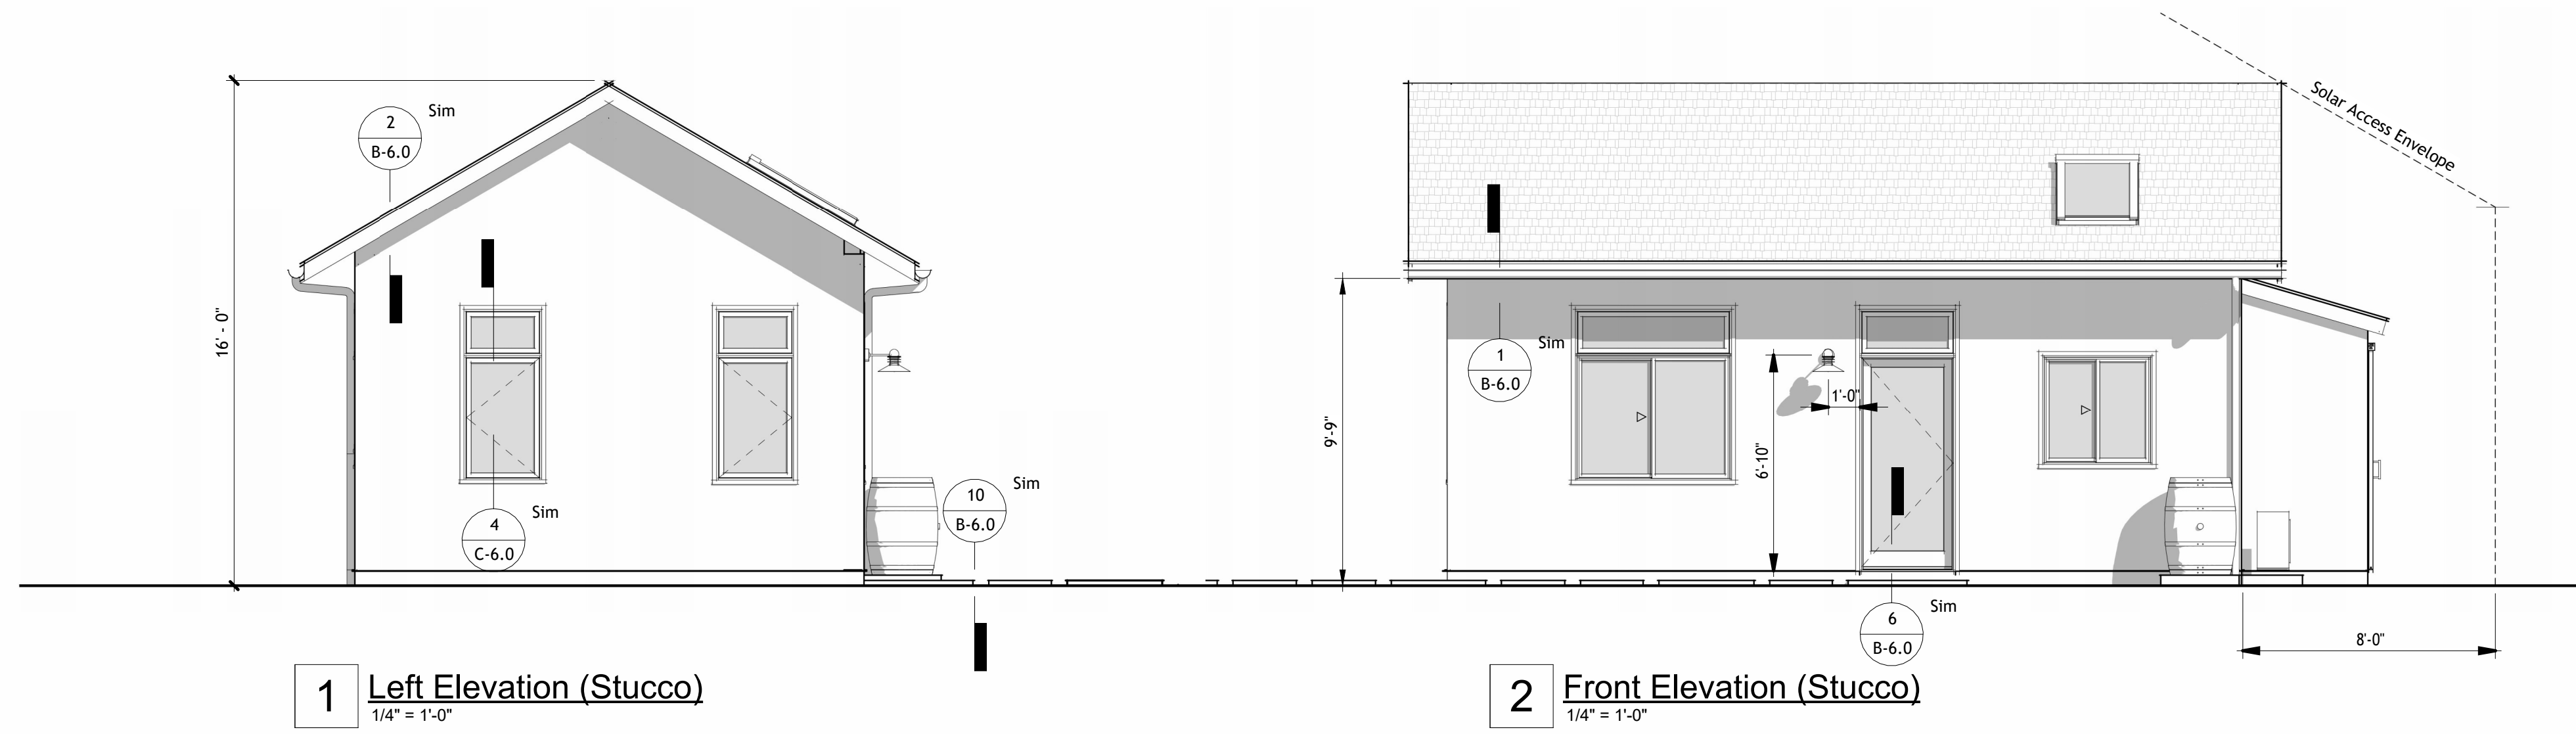 2
B-6.0
Sim
16' - 0"
4
C-6.0
Sim
10
B-6.0
Sim
1
Left Elevation (Stucco)
1/4" = 1'-0"
Solar Access Envelope
9'-9"
1
B-6.0
Sim
6'-10"
1'-0"
6
B-6.0
Sim
8'-0"
2
Front Elevation (Stucco)
1/4" = 1'-0"